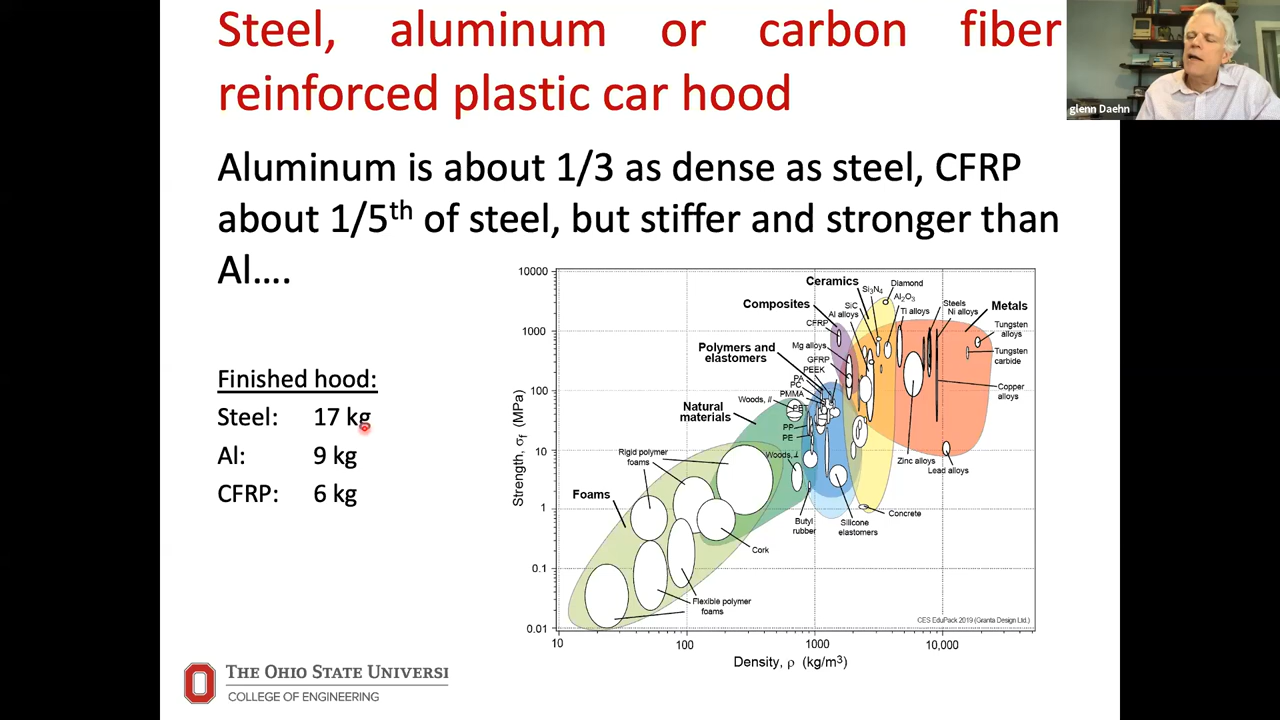 Steel, aluminum or carbon fiber
reinforced plastic car hood
glenn Daehn
Aluminum is about 1/3 as dense as steel, CFRP
about 1/5th of steel, but stiffer and stronger than
Al….
Finished hood:
Steel: 17 kg
Al: 9 kg
CFRP: 6 kg
10000
1000
100
10
1
0.1
0.01
Strength, σf (MPa)
Ceramics
Diamond
Si3N4
Al2O3
Composites
SiC
Al alloys
Ti alloys
Steels
Ni alloys
Metals
CFRP
Tungsten
alloys
Polymers and
elastomers
Mg alloys
GFRP
PEEK
Tungsten
carbide
PA
PC
PMMA
Copper
alloys
Woods, //
PET
Natural
materials
PP
PE
Rigid polymer
foams
Woods, ⊥
Zinc alloys
Lead alloys
Foams
Butyl
rubber
Silicone
elastomers
Concrete
Cork
Flexible polymer
foams
CES EduPack 2019 (Granta Design Ltd.)
10
100
1000
10,000
Density, ρ (kg/m3)
THE OHIO STATE UNIVERSI
COLLEGE OF ENGINEERING